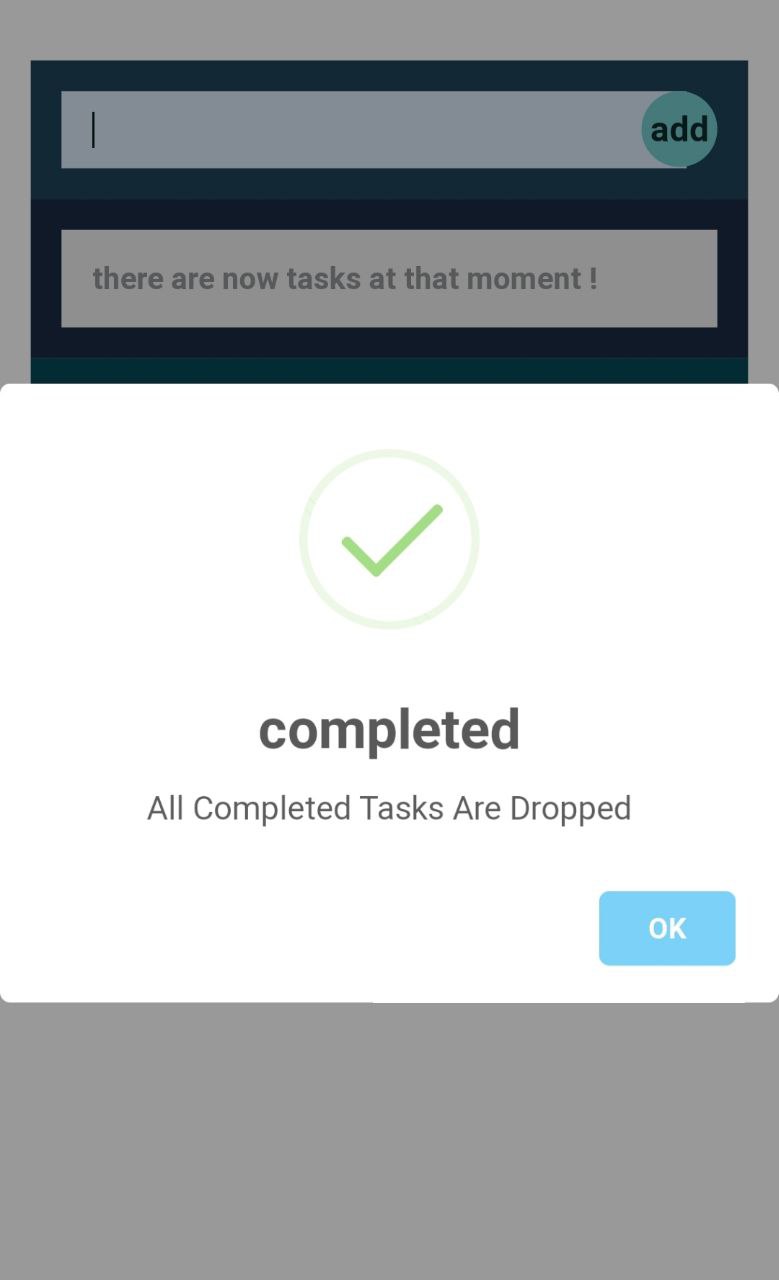 add
there are now tasks at that moment !
completed
All Completed Tasks Are Dropped
OK